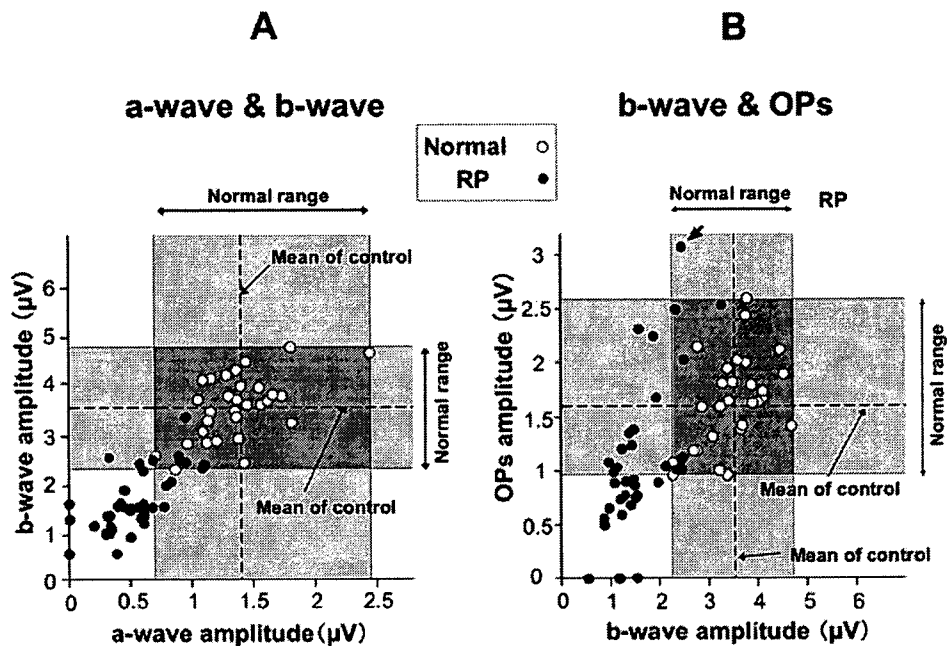 A
B
a-wave & b-wave
b-wave & OPs
Normal
RP
Normal range
Normal range
RP
Mean of control
Mean of control
Normal range
b-wave amplitude (μV)
6
5
4
3
2
1
0
0
0.5
1
1.5
2
2.5
a-wave amplitude(μV)
OPs amplitude (μV)
3
2.5
2
1.5
1
0.5
0
Mean of control
Mean of control
Normal range
0
1
2
3
4
5
6
b-wave amplitude (μV)